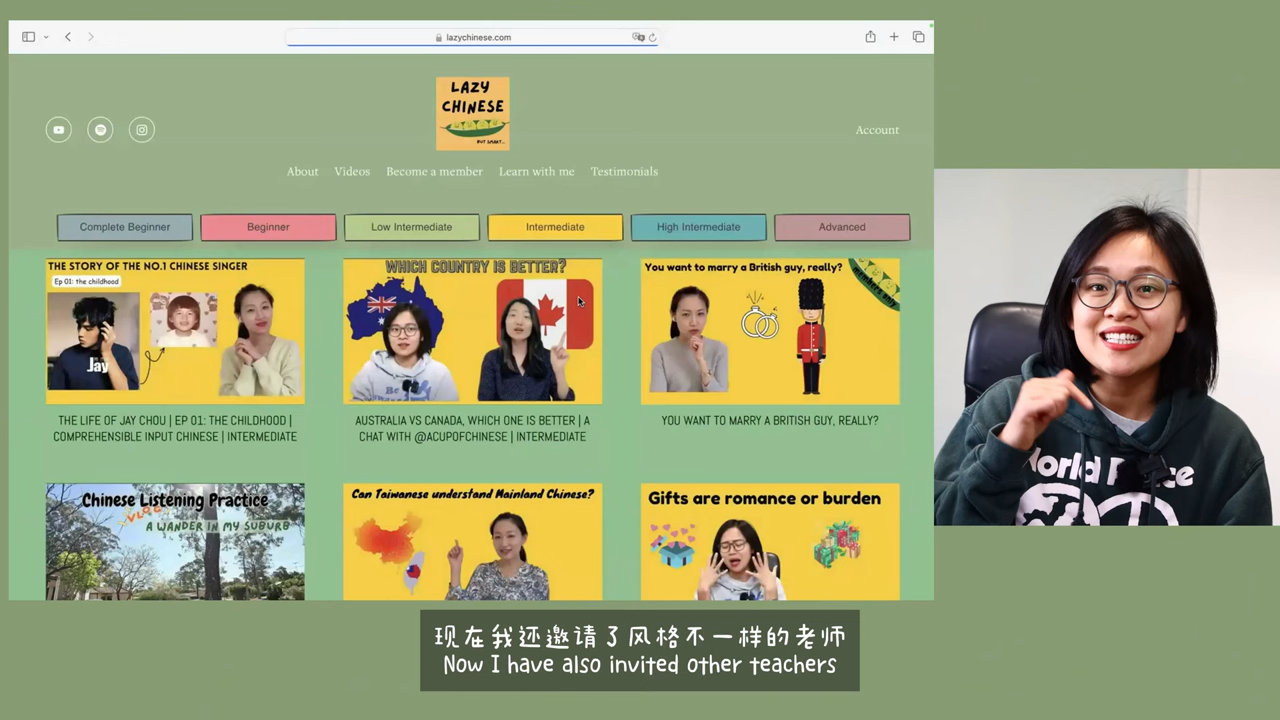 lazychinese.com
LAZY
CHINESE
BUT SMART...
Account
About Videos Become a member Learn with me Testimonials
Complete Beginner Beginner Low Intermediate Intermediate High Intermediate Advanced
THE STORY OF THE NO.1 CHINESE SINGER
Ep 01: the childhood
Jay
THE LIFE OF JAY CHOU | EP 01: THE CHILDHOOD |
COMPREHENSIBLE INPUT CHINESE | INTERMEDIATE
WHICH COUNTRY IS BETTER?
AUSTRALIA VS CANADA, WHICH ONE IS BETTER | A
CHAT WITH @ACUPOFCHINESE | INTERMEDIATE
You want to marry a British guy, really?
YOU WANT TO MARRY A BRITISH GUY, REALLY?
Chinese Listening Practice
VLOG
A WANDER IN MY SUBURB
Can Taiwanese understand Mainland Chinese?
Gifts are romance or burden
World Peace
现在我还邀请了风格不一样的老师
Now I have also invited other teachers